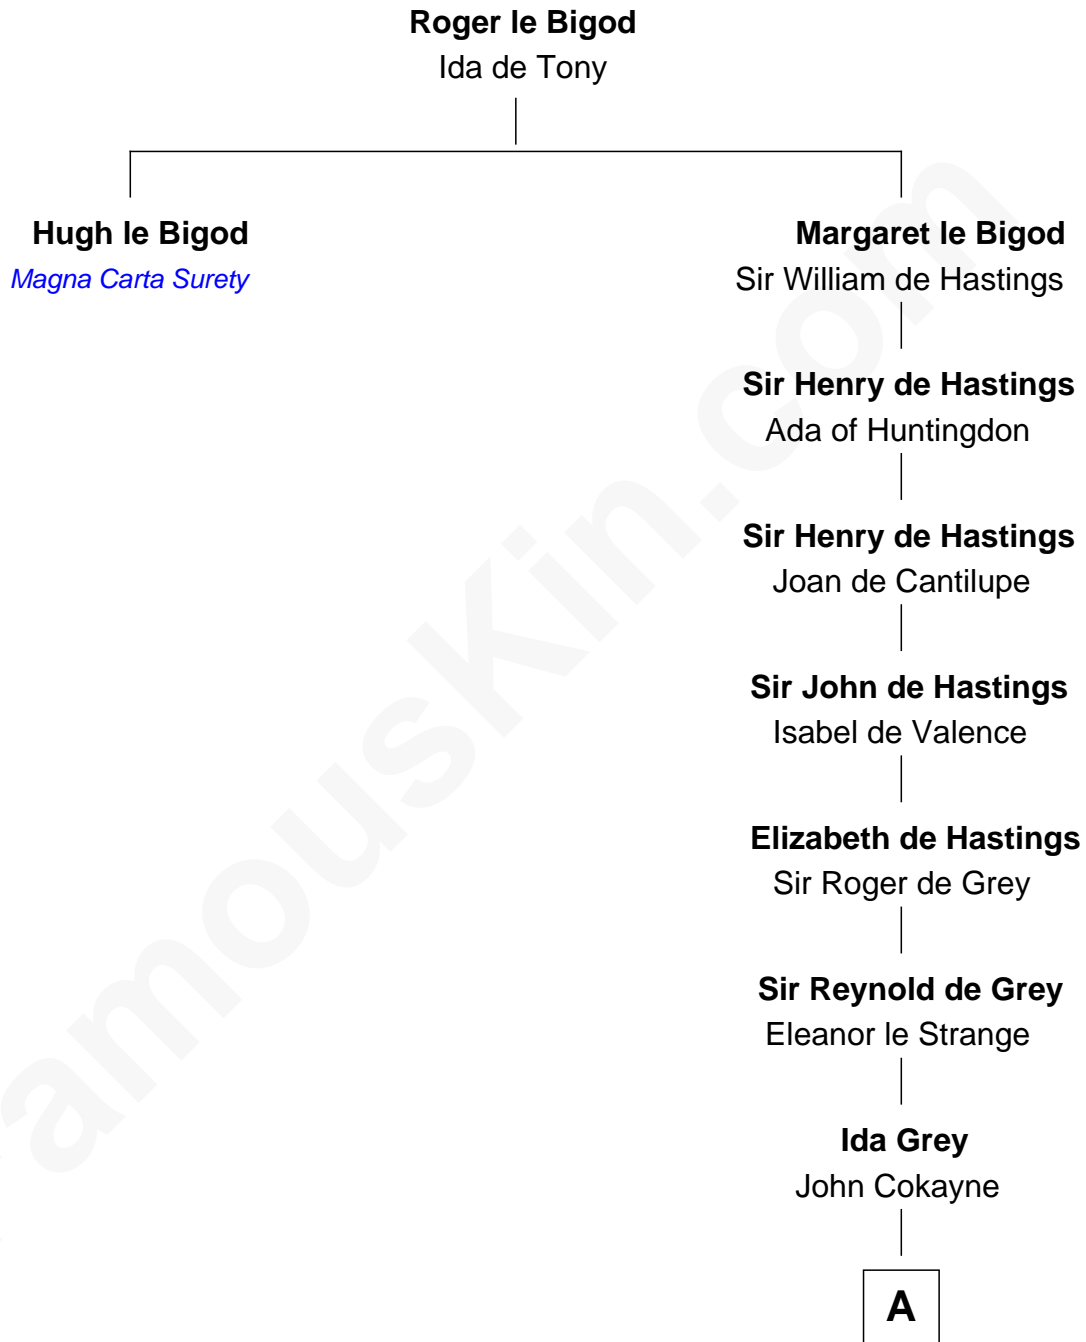 Roger le Bigod
Ida de Tony
Hugh le Bigod
Magna Carta Surety
Margaret le Bigod
Sir William de Hastings
Sir Henry de Hastings
Ada of Huntingdon
Sir Henry de Hastings
Joan de Cantilupe
Sir John de Hastings
Isabel de Valence
Elizabeth de Hastings
Sir Roger de Grey
Sir Reynold de Grey
Eleanor le Strange
Ida Grey
John Cokayne
A
amouskin.com